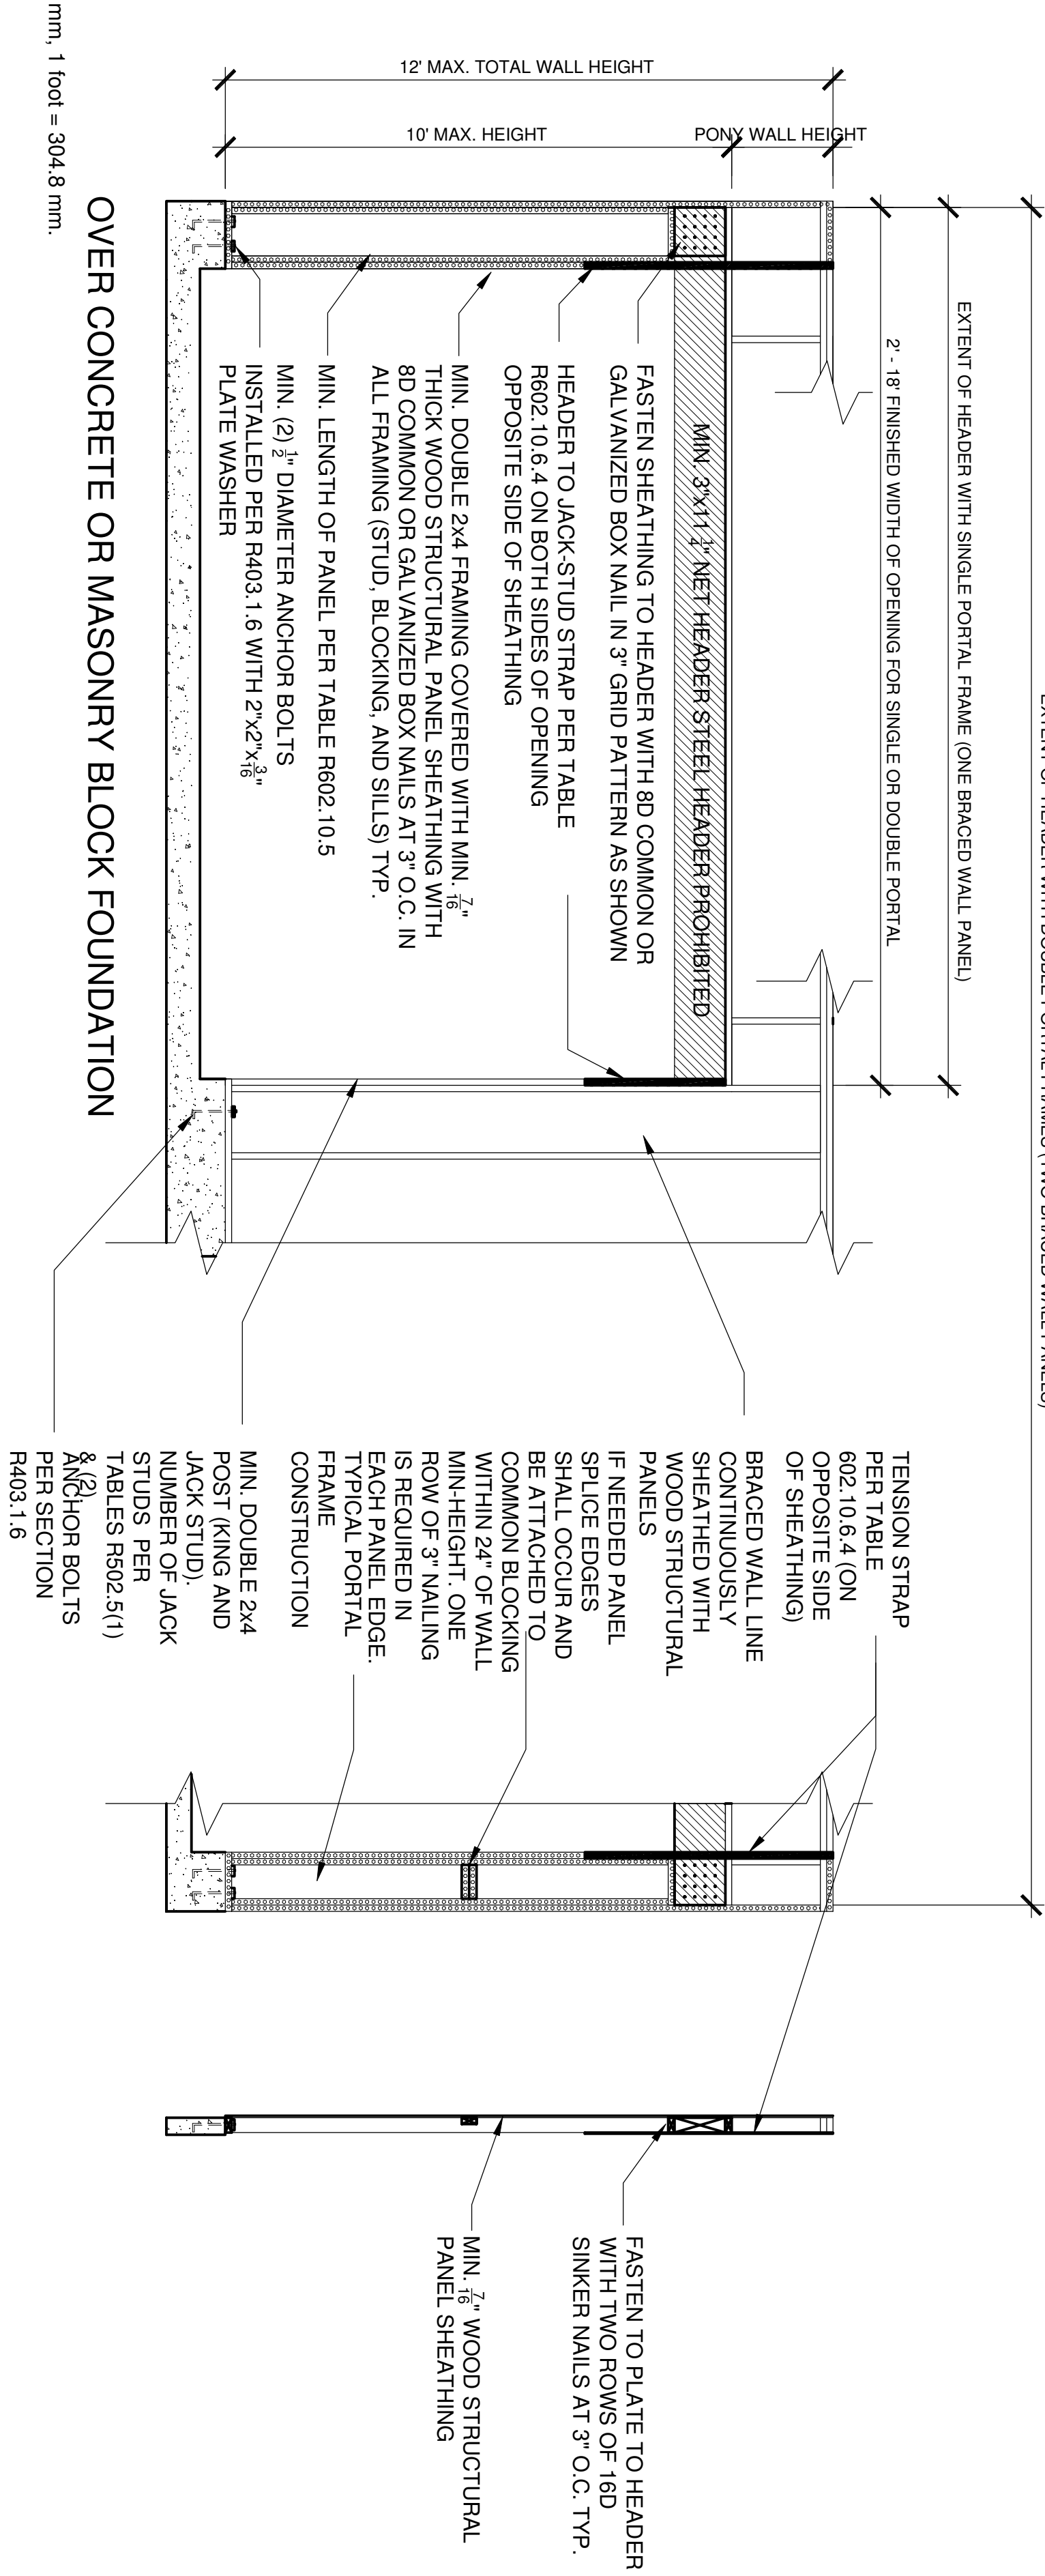 EXTENT OF HEADER WITH DOUBLE PORTAL FRAMES (TWO BRACED WALL PANELS)
EXTENT OF HEADER WITH SINGLE PORTAL FRAME (ONE BRACED WALL PANEL)
2' - 18' FINISHED WIDTH OF OPENING FOR SINGLE OR DOUBLE PORTAL
12' MAX. TOTAL WALL HEIGHT
10' MAX. HEIGHT
PONY WALL HEIGHT
MIN. 3"x11 1/4" NET HEADER STEEL HEADER PROHIBITED
FASTEN SHEATHING TO HEADER WITH 8D COMMON OR
GALVANIZED BOX NAIL IN 3" GRID PATTERN AS SHOWN
HEADER TO JACK-STUD STRAP PER TABLE
R602.10.6.4 ON BOTH SIDES OF OPENING
OPPOSITE SIDE OF SHEATHING
MIN. DOUBLE 2x4 FRAMING COVERED WITH MIN. 7/16"
THICK WOOD STRUCTURAL PANEL SHEATHING WITH
8D COMMON OR GALVANIZED BOX NAILS AT 3" O.C. IN
ALL FRAMING (STUD, BLOCKING, AND SILLS) TYP.
MIN. LENGTH OF PANEL PER TABLE R602.10.5
MIN. (2) 1/2" DIAMETER ANCHOR BOLTS
INSTALLED PER R403.1.6 WITH 2"x2"x3/16"
PLATE WASHER
TENSION STRAP
PER TABLE
602.10.6.4 (ON
OPPOSITE SIDE
OF SHEATHING)
BRACED WALL LINE
CONTINUOUSLY
SHEATHED WITH
WOOD STRUCTURAL
PANELS
IF NEEDED PANEL
SPLICE EDGES
SHALL OCCUR AND
BE ATTACHED TO
COMMON BLOCKING
WITHIN 24" OF WALL
MIN-HEIGHT. ONE
ROW OF 3" NAILING
IS REQUIRED IN
EACH PANEL EDGE.
TYPICAL PORTAL
FRAME
CONSTRUCTION
MIN. DOUBLE 2x4
POST (KING AND
JACK STUD).
NUMBER OF JACK
STUDS PER
TABLES R502.5(1)
& (2)
ANCHOR BOLTS
PER SECTION
R403.1.6
FASTEN TO PLATE TO HEADER
WITH TWO ROWS OF 16D
SINKER NAILS AT 3" O.C. TYP.
MIN. 7/16" WOOD STRUCTURAL
PANEL SHEATHING
OVER CONCRETE OR MASONRY BLOCK FOUNDATION
mm, 1 foot = 304.8 mm.